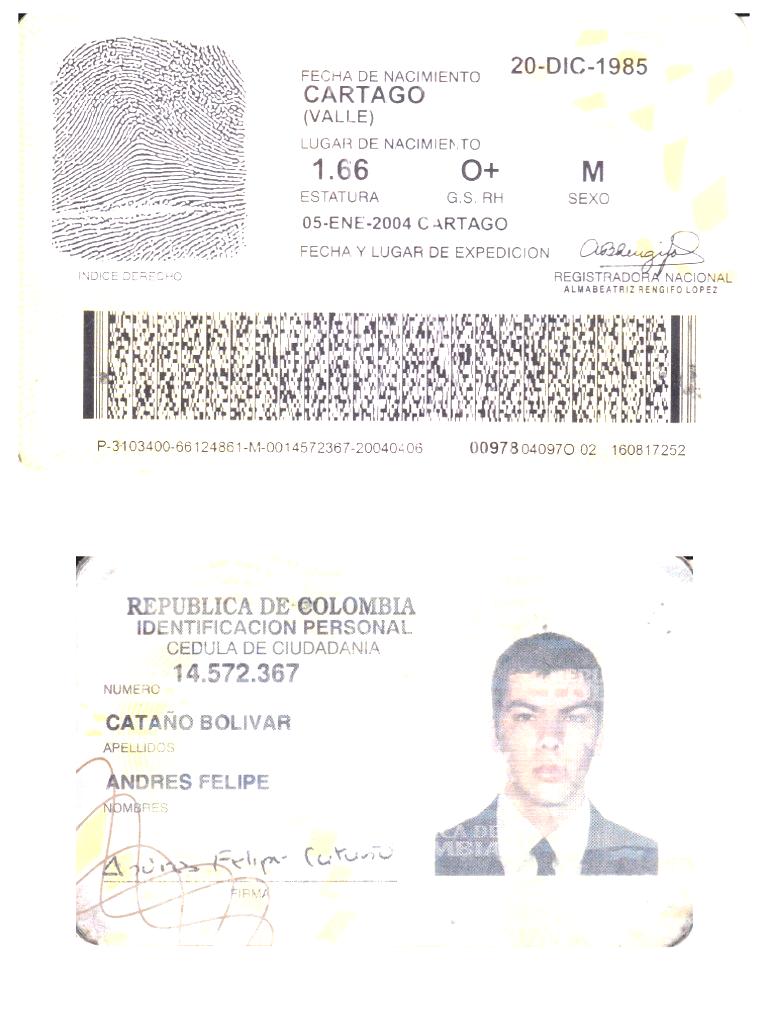 FECHA DE NACIMIENTO 20-DIC-1985
CARTAGO
(VALLE)
LUGAR DE NACIMIENTO
1.66 O+ M
ESTATURA G.S. RH SEXO
05-ENE-2004 CARTAGO
FECHA Y LUGAR DE EXPEDICION
INDICE DERECHO
REGISTRADORA NACIONAL
ALMABEATRIZ RENGIFO LOPEZ
P-3103400-66124861-M-0014572367-20040406 00978 04097O 02 160817252
REPUBLICA DE COLOMBIA
IDENTIFICACION PERSONAL
CEDULA DE CIUDADANIA
14.572.367
NUMERO
CATAÑO BOLIVAR
APELLIDOS
ANDRES FELIPE
NOMBRES
Andres Felipe Cataño
FIRMA